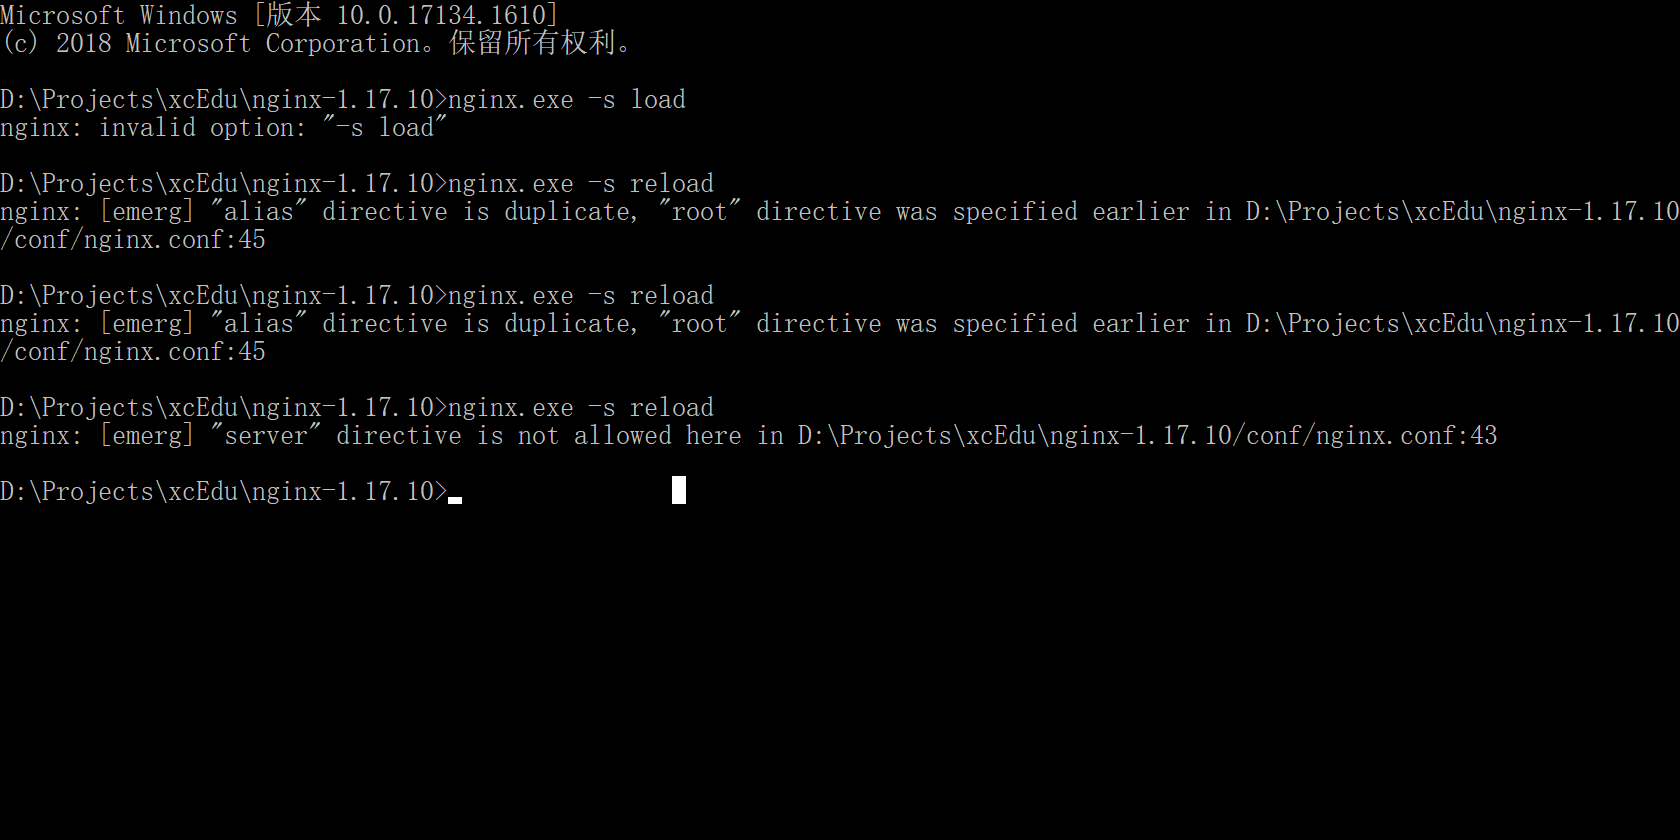 Microsoft Windows [版本 10.0.17134.1610]
(c) 2018 Microsoft Corporation。保留所有权利。
D:\Projects\xcEdu\nginx-1.17.10>nginx.exe -s load
nginx: invalid option: "-s load"
D:\Projects\xcEdu\nginx-1.17.10>nginx.exe -s reload
nginx: [emerg] "alias" directive is duplicate, "root" directive was specified earlier in D:\Projects\xcEdu\nginx-1.17.10
/conf/nginx.conf:45
D:\Projects\xcEdu\nginx-1.17.10>nginx.exe -s reload
nginx: [emerg] "alias" directive is duplicate, "root" directive was specified earlier in D:\Projects\xcEdu\nginx-1.17.10
/conf/nginx.conf:45
D:\Projects\xcEdu\nginx-1.17.10>nginx.exe -s reload
nginx: [emerg] "server" directive is not allowed here in D:\Projects\xcEdu\nginx-1.17.10/conf/nginx.conf:43
D:\Projects\xcEdu\nginx-1.17.10>